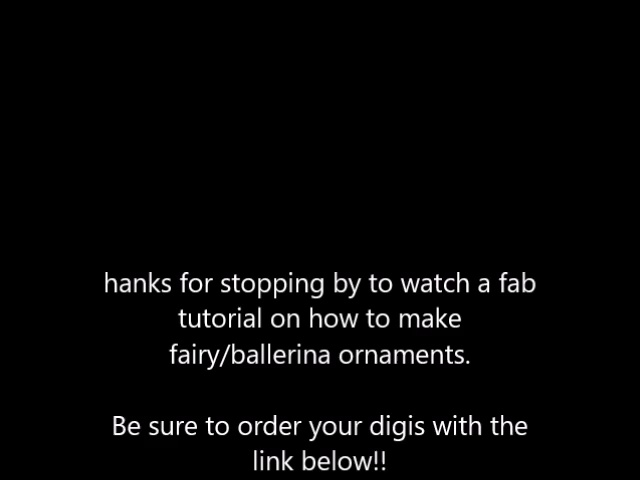 hanks for stopping by to watch a fab
tutorial on how to make
fairy/ballerina ornaments.
Be sure to order your digis with the
link below!!